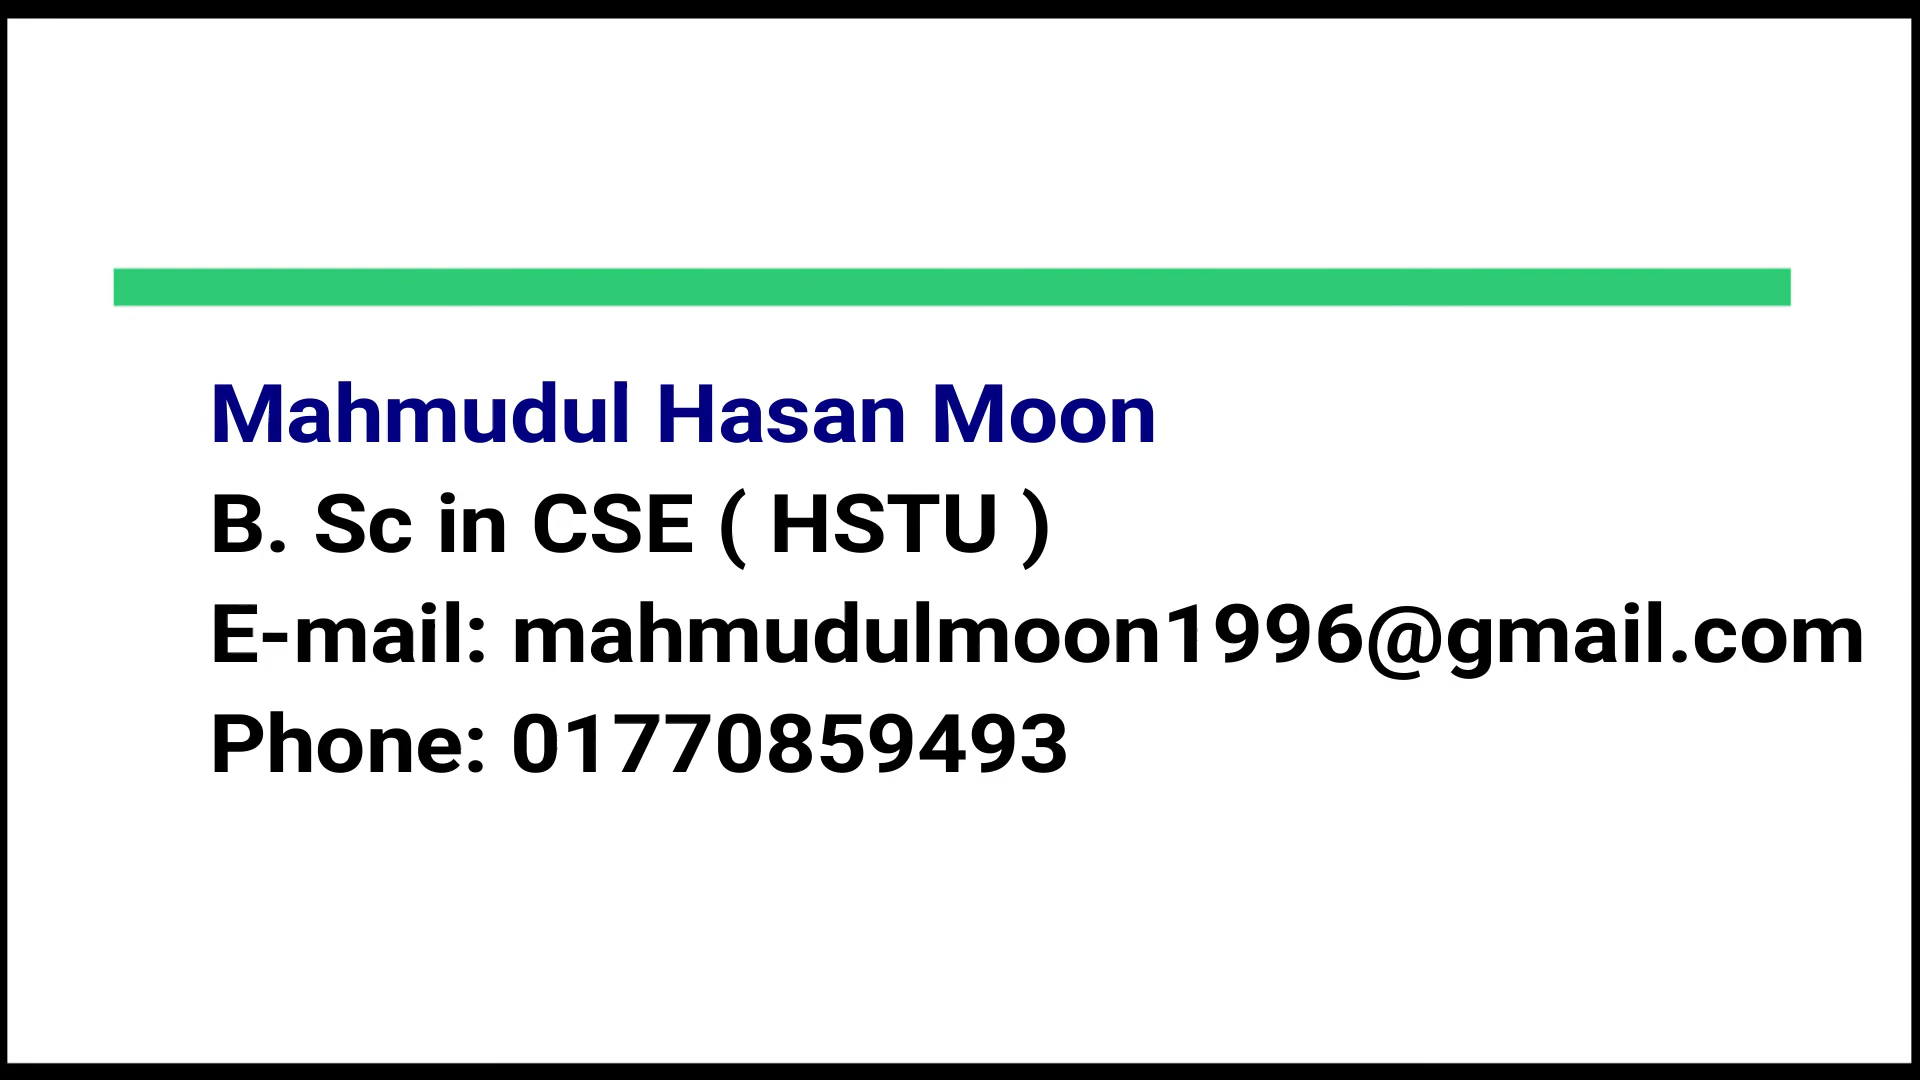 Mahmudul Hasan Moon
B. Sc in CSE ( HSTU )
E-mail: mahmudulmoon1996@gmail.com
Phone: 01770859493